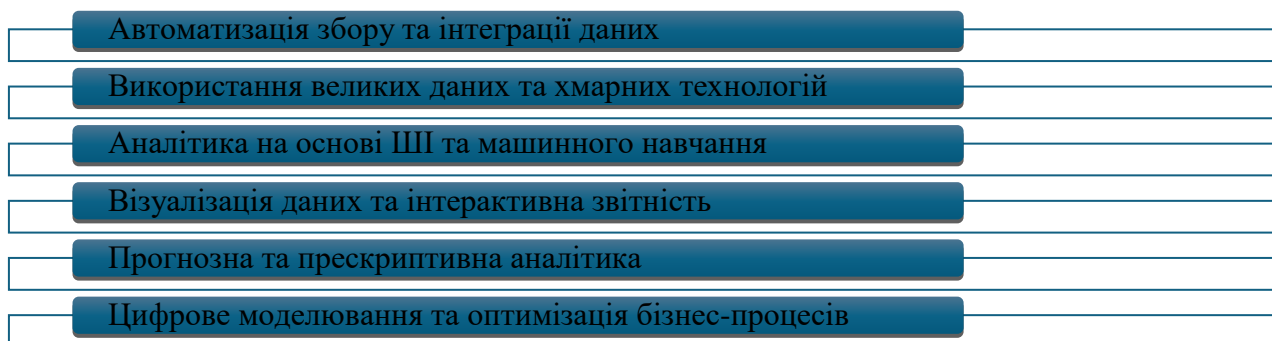 Автоматизація збору та інтеграції даних
Використання великих даних та хмарних технологій
Аналітика на основі ШІ та машинного навчання
Візуалізація даних та інтерактивна звітність
Прогнозна та прескриптивна аналітика
Цифрове моделювання та оптимізація бізнес-процесів